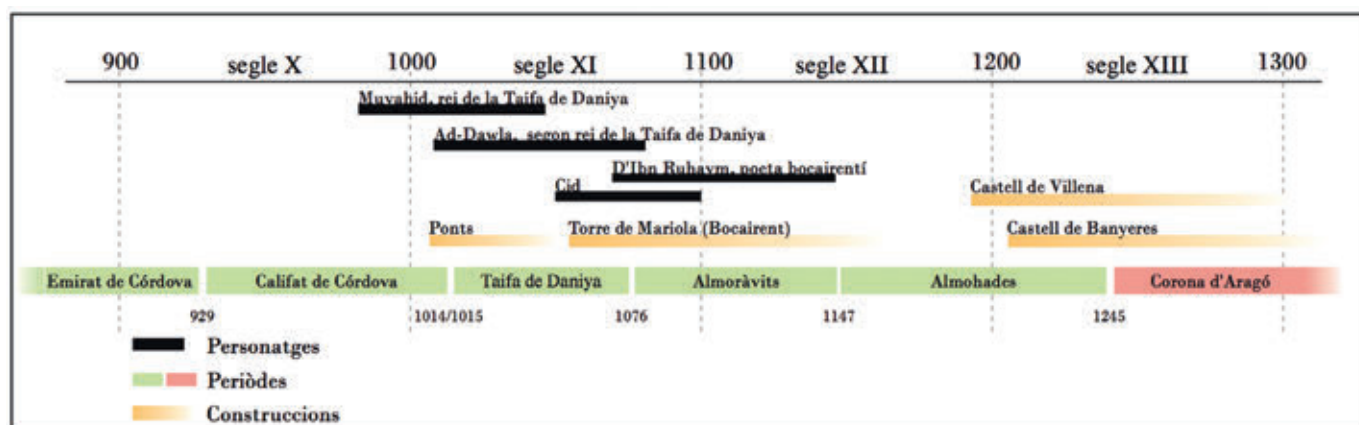 900 segle X 1000 segle XI 1100 segle XII 1200 segle XIII 1300
Muyahid, rei de la Taifa de Daniya
Ad-Dawla, segon rei de la Taifa de Daniya
D'Ibn Ruhaym, poeta bocairentí
Cid
Castell de Villena
Ponts
Torre de Mariola (Bocairent)
Castell de Banyeres
Emirat de Córdova Califat de Córdova Taifa de Daniya Almoràvits Almohades Corona d'Aragó
929 1014/1015 1076 1147 1245
Personatges
Periòdes
Construccions